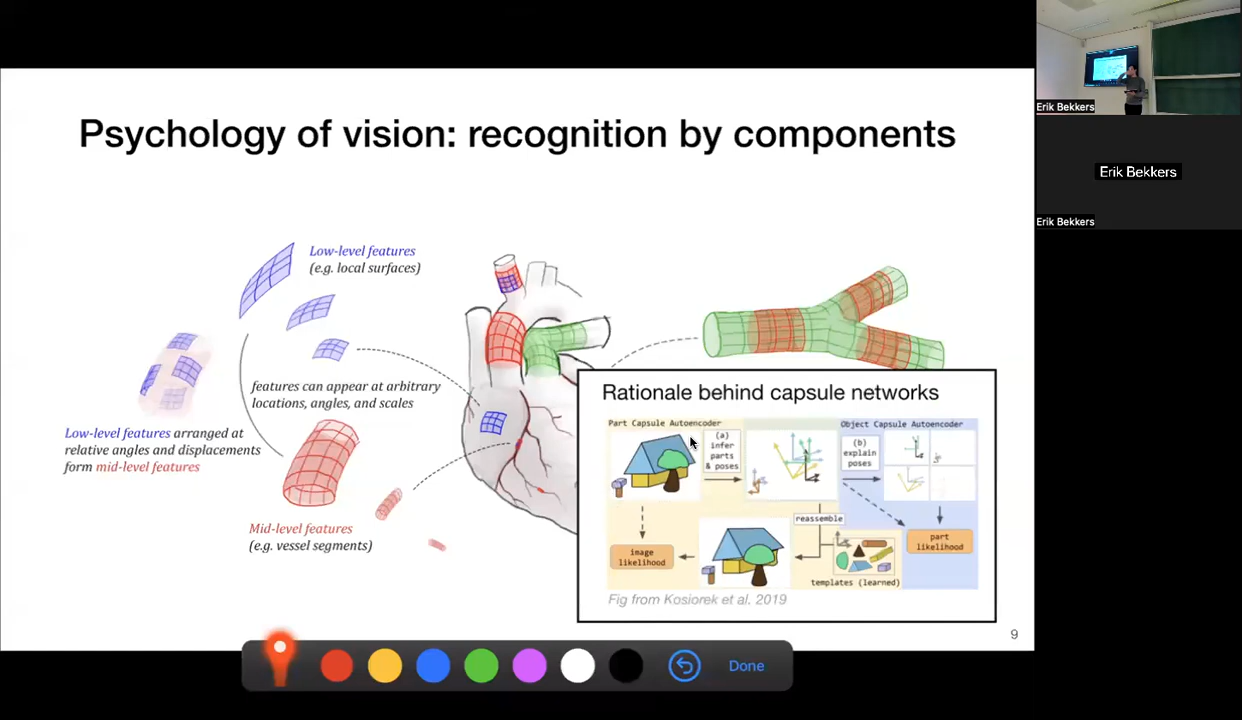 Psychology of vision: recognition by components
Low-level features
(e.g. local surfaces)
features can appear at arbitrary
locations, angles, and scales
Low-level features arranged at
relative angles and displacements
form mid-level features
Mid-level features
(e.g. vessel segments)
Rationale behind capsule networks
Part Capsule Autoencoder
Object Capsule Autoencoder
(a)
infer
parts
& poses
(b)
explain
poses
reassemble
image
likelihood
part
likelihood
templates (learned)
Fig from Kosiorek et al. 2019
9
Done
Erik Bekkers
Erik Bekkers
Erik Bekkers